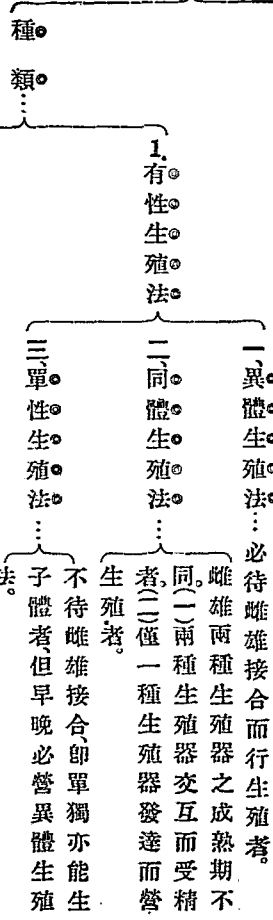 種類…
1.有性生殖法
一、異體生殖法…必待雌雄接合而行生殖者。
二、同體生殖法…
雌雄兩種生殖器之成熟期不
同。(一)兩種生殖器交互而受精
者、(二)僅一種生殖器發達而營
生殖者。
三、單性生殖法…
不待雌雄接合、卽單獨亦能生
子體者、但早晚必營異體生殖
法。